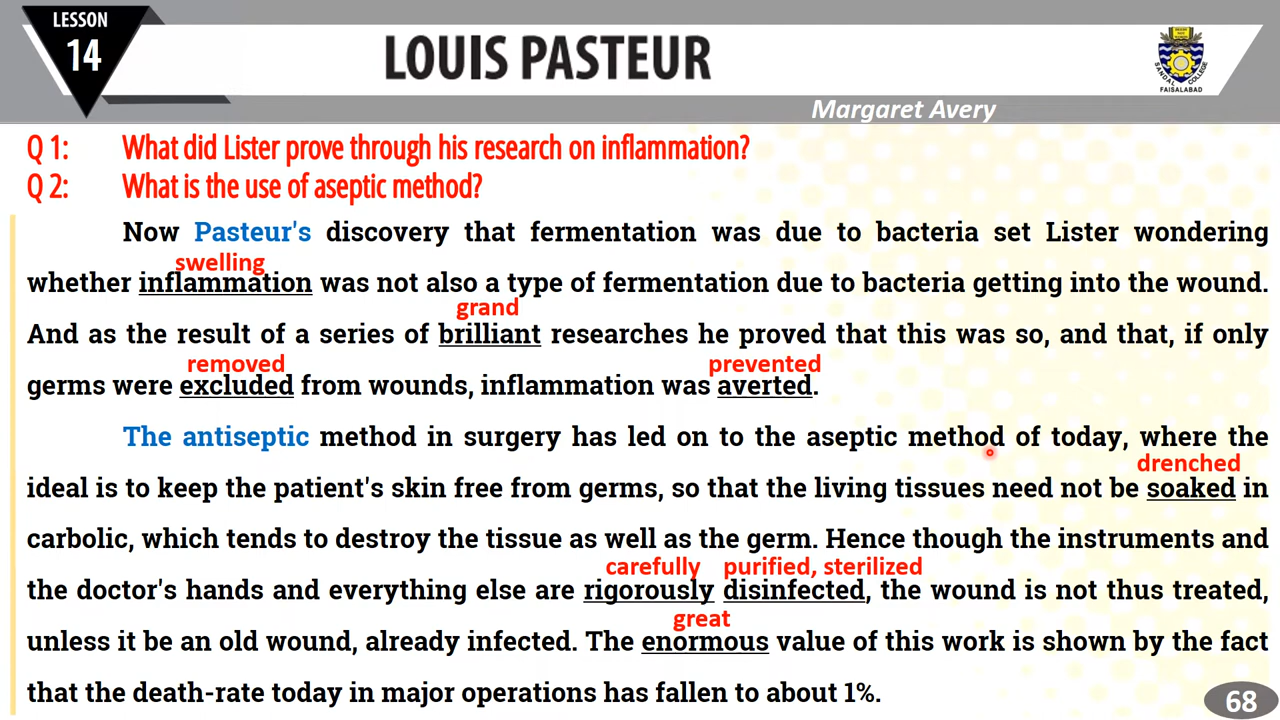 LESSON
14
LOUIS PASTEUR
SANDAL COLLEGE
FAISALABAD
Margaret Avery
Q 1: What did Lister prove through his research on inflammation?
Q 2: What is the use of aseptic method?
Now Pasteur's discovery that fermentation was due to bacteria set Lister wondering
swelling
whether inflammation was not also a type of fermentation due to bacteria getting into the wound.
grand
And as the result of a series of brilliant researches he proved that this was so, and that, if only
removed prevented
germs were excluded from wounds, inflammation was averted.
The antiseptic method in surgery has led on to the aseptic method of today, where the
drenched
ideal is to keep the patient's skin free from germs, so that the living tissues need not be soaked in
carbolic, which tends to destroy the tissue as well as the germ. Hence though the instruments and
carefully purified, sterilized
the doctor's hands and everything else are rigorously disinfected, the wound is not thus treated,
great
unless it be an old wound, already infected. The enormous value of this work is shown by the fact
that the death-rate today in major operations has fallen to about 1%.
68